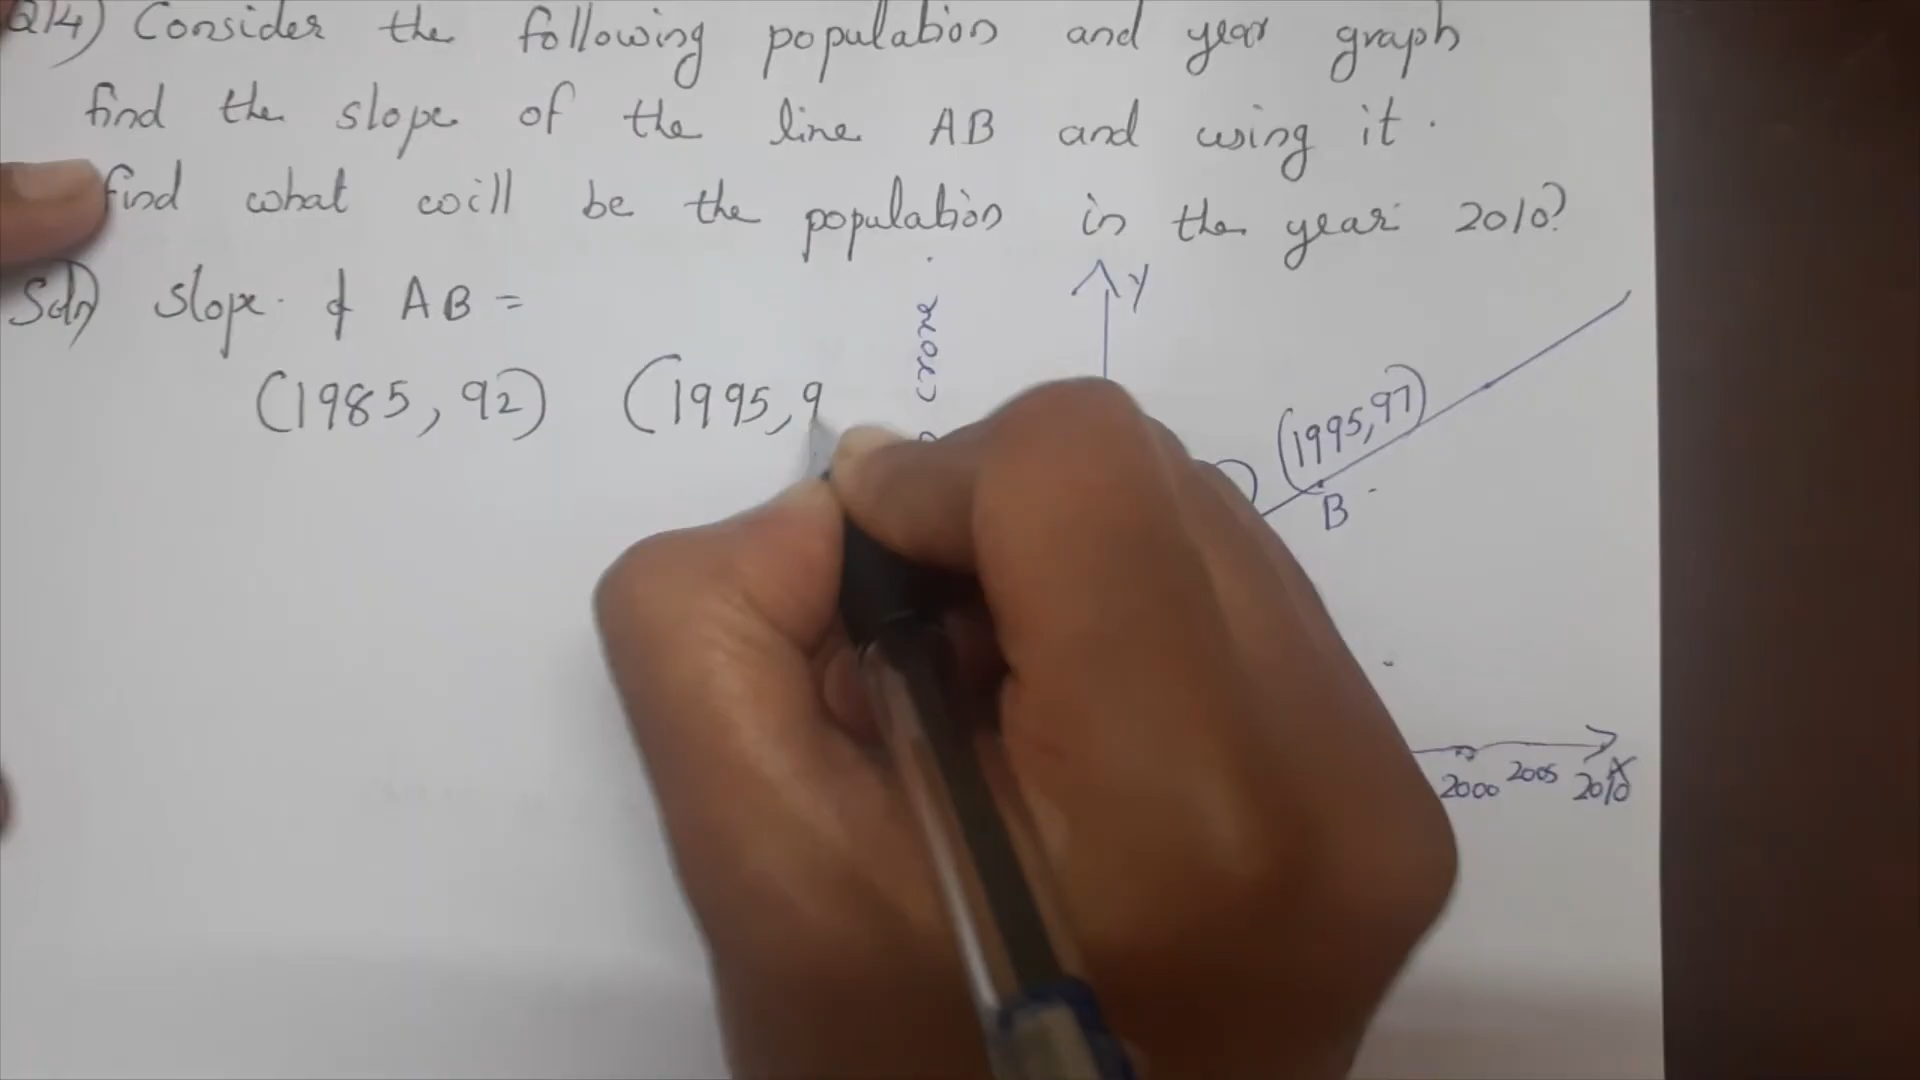 Q14) Consider the following population and year graph
find the slope of the line AB and using it.
find what will be the population in the year 2010?
Soln) slope of AB =
(1985, 92) (1995, 9
Y
(1995, 97)
B
2000 2005 2010
X